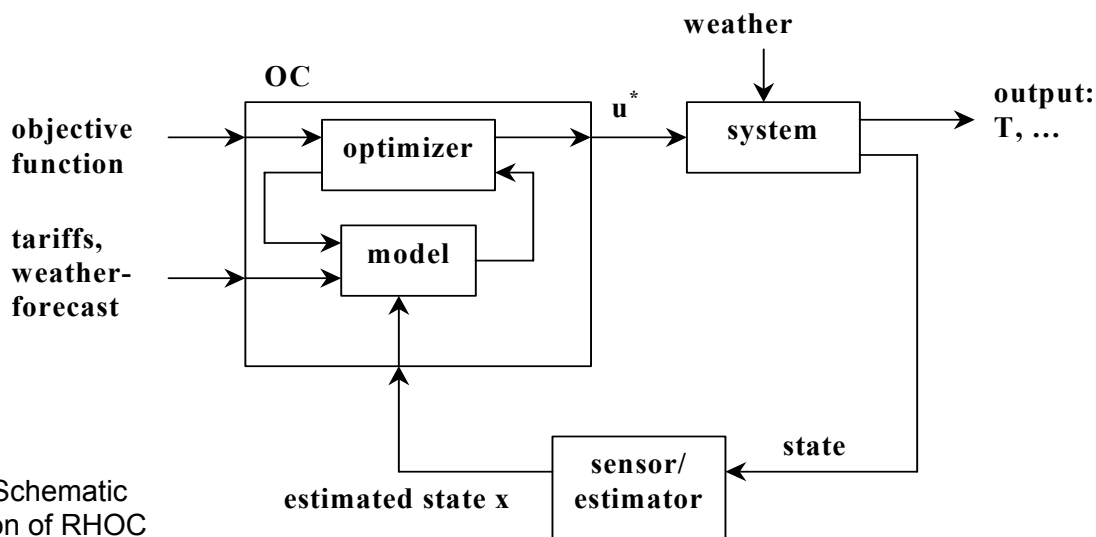 weather
OC
u*
output:
T, ...
objective
function
optimizer
system
tariffs,
weather-
forecast
model
state
sensor/
estimator
estimated state x
Schematic
on of RHOC